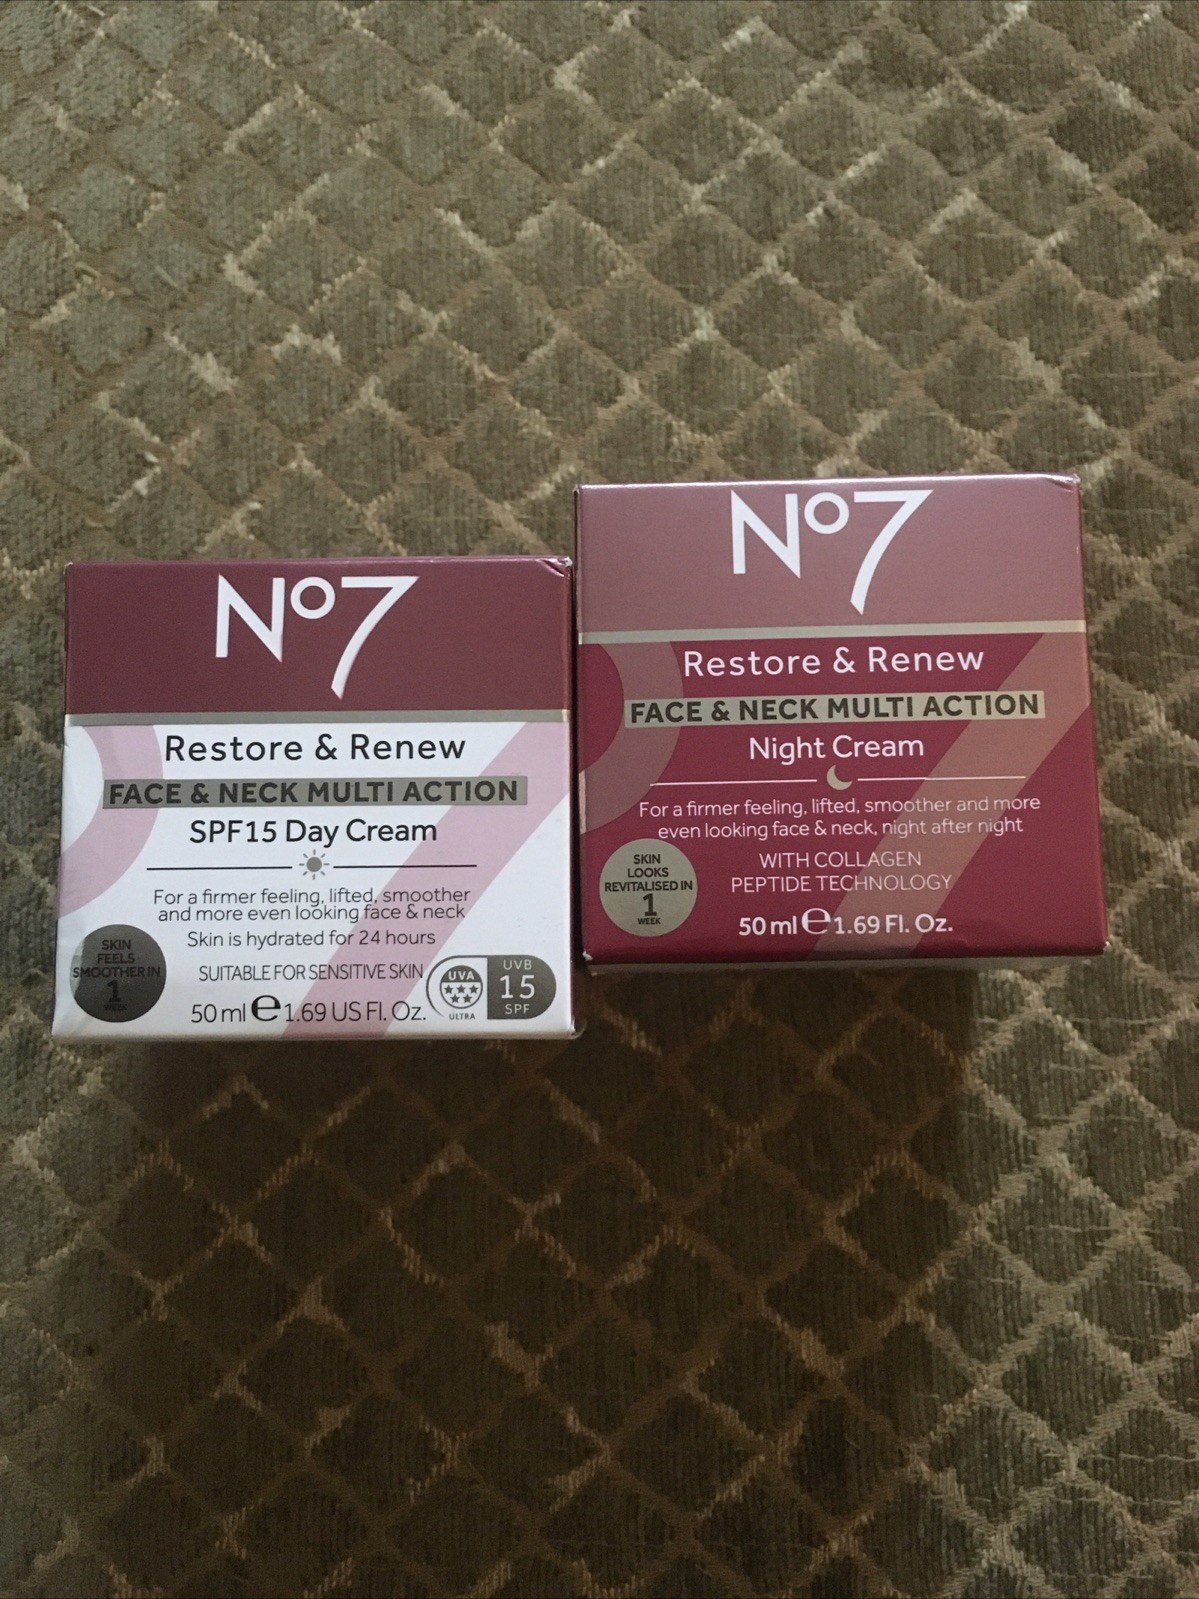 No7
Restore & Renew
FACE & NECK MULTI ACTION
SPF15 Day Cream
For a firmer feeling, lifted, smoother
and more even looking face & neck
Skin is hydrated for 24 hours
SUITABLE FOR SENSITIVE SKIN
50 ml e 1.69 US Fl. Oz.
SKIN
FEELS
SMOOTHER IN
1
WEEK
UVA
ULTRA
UVB
15
SPF
No7
Restore & Renew
FACE & NECK MULTI ACTION
Night Cream
For a firmer feeling, lifted, smoother and more
even looking face & neck, night after night
WITH COLLAGEN
PEPTIDE TECHNOLOGY
50 ml e 1.69 Fl. Oz.
SKIN
LOOKS
REVITALISED IN
1
WEEK